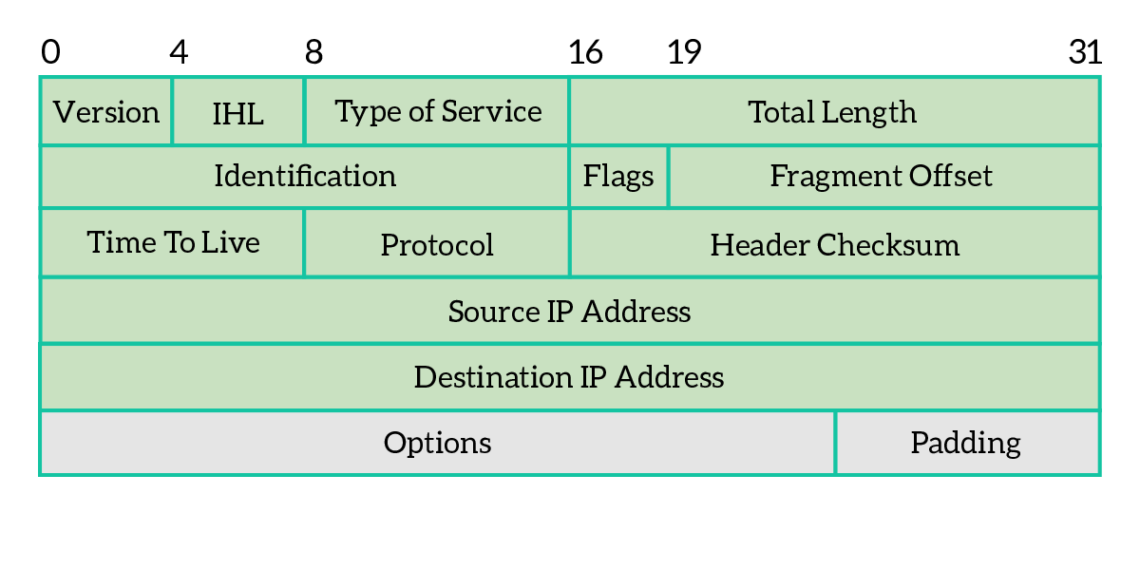 0 4 8 16 19 31
Version IHL Type of Service Total Length
Identification Flags Fragment Offset
Time To Live Protocol Header Checksum
Source IP Address
Destination IP Address
Options Padding